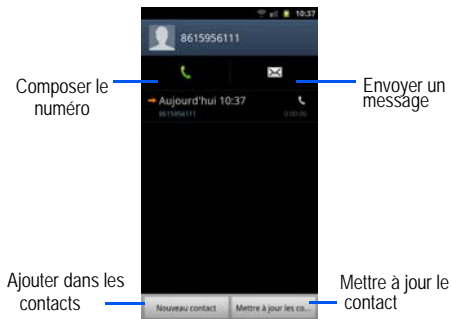 10:37
8615956111
Composer le
numéro
Envoyer un
message
Aujourd'hui 10:37
8615956111
0:00:00
Ajouter dans les
contacts
Nouveau contact
Mettre à jour les co...
Mettre à jour le
contact